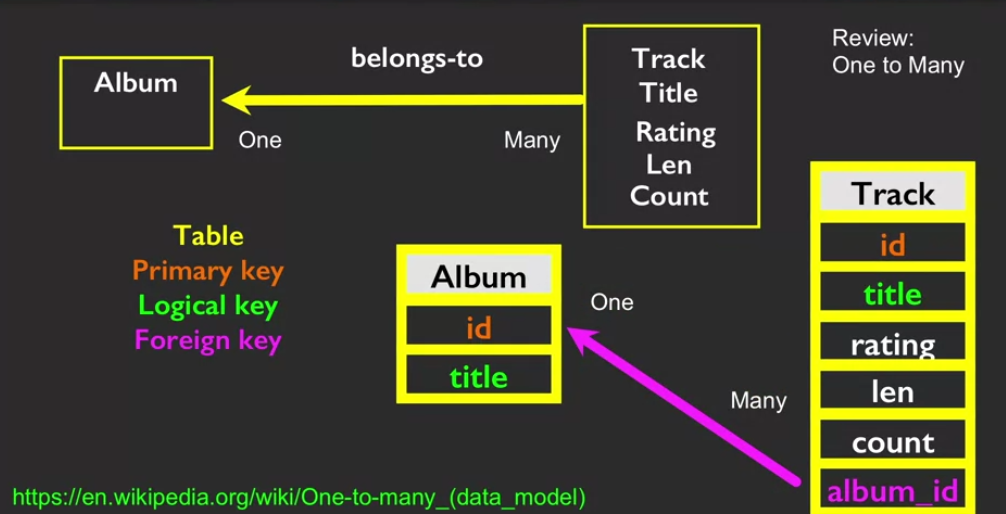 Review:
One to Many
belongs-to
Album
One
Many
Track
Title
Rating
Len
Count
Table
Primary key
Logical key
Foreign key
Album
id
title
One
Many
Track
id
title
rating
len
count
album_id
https://en.wikipedia.org/wiki/One-to-many_(data_model)